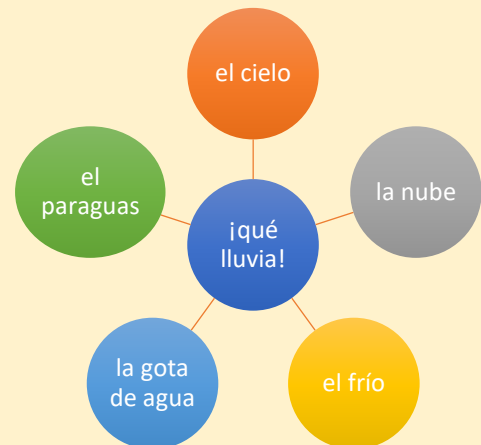 el cielo
la nube
el frío
la gota
de agua
el
paraguas
¡qué
lluvia!